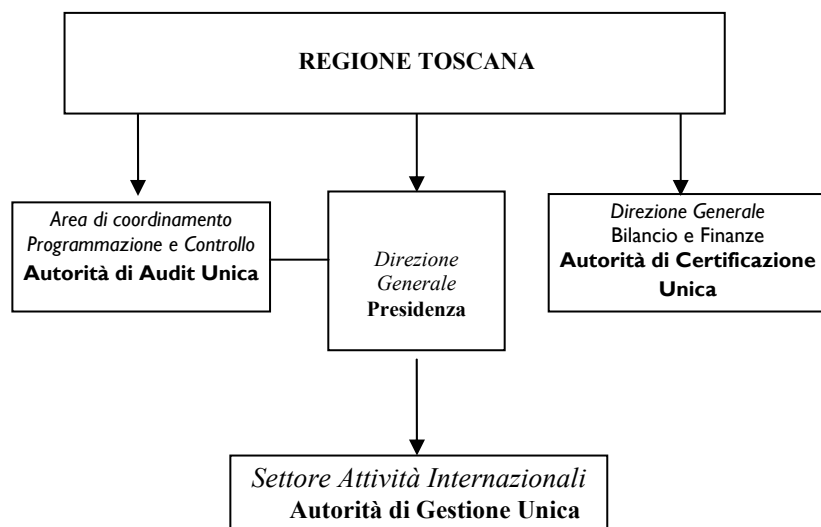 REGIONE TOSCANA
Area di coordinamento
Programmazione e Controllo
Autorità di Audit Unica
Direzione
Generale
Presidenza
Direzione Generale
Bilancio e Finanze
Autorità di Certificazione
Unica
Settore Attività Internazionali
Autorità di Gestione Unica